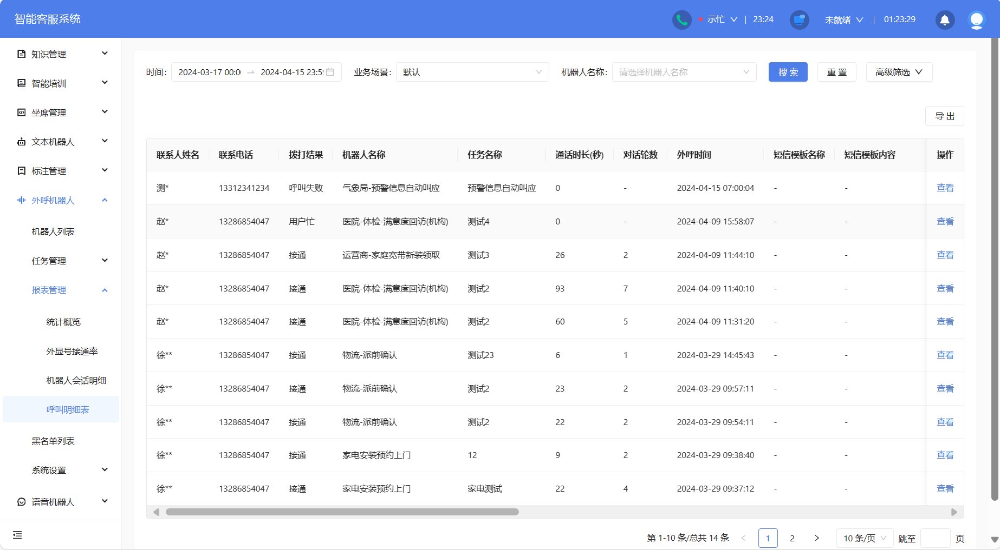 智能客服系统
示忙 | 23:24
未就绪 | 01:23:29
知识管理
智能培训
坐席管理
文本机器人
标注管理
外呼机器人
机器人列表
任务管理
报表管理
统计概览
外显号接通率
机器人会话明细
呼叫明细表
黑名单列表
系统设置
语音机器人
时间: 2024-03-17 00:0 → 2024-04-15 23:5 业务场景: 默认 机器人名称: 请选择机器人名称 搜 索 重 置 高级筛选
导 出
联系人姓名 联系电话 拨打结果 机器人名称 任务名称 通话时长(秒) 对话轮数 外呼时间 短信模板名称 短信模板内容 操作
测* 13312341234 呼叫失败 气象局-预警信息自动叫应 预警信息自动叫应 0 - 2024-04-15 07:00:04 - - 查看
赵* 13286854047 用户忙 医院-体检-满意度回访(机构) 测试4 0 - 2024-04-09 15:58:07 - - 查看
赵* 13286854047 接通 运营商-家庭宽带新装领取 测试3 26 2 2024-04-09 11:44:10 - - 查看
赵* 13286854047 接通 医院-体检-满意度回访(机构) 测试2 93 7 2024-04-09 11:40:10 - - 查看
赵* 13286854047 接通 医院-体检-满意度回访(机构) 测试2 60 5 2024-04-09 11:31:20 - - 查看
徐** 13286854047 接通 物流-派前确认 测试23 6 1 2024-03-29 14:45:43 - - 查看
徐** 13286854047 接通 物流-派前确认 测试2 23 2 2024-03-29 09:57:11 - - 查看
徐** 13286854047 接通 物流-派前确认 测试2 22 2 2024-03-29 09:54:11 - - 查看
徐** 13286854047 接通 家电安装预约上门 12 9 2 2024-03-29 09:38:40 - - 查看
徐** 13286854047 接通 家电安装预约上门 家电测试 22 4 2024-03-29 09:37:12 - - 查看
第 1-10 条/总共 14 条 < 1 2 > 10 条/页 跳至 页